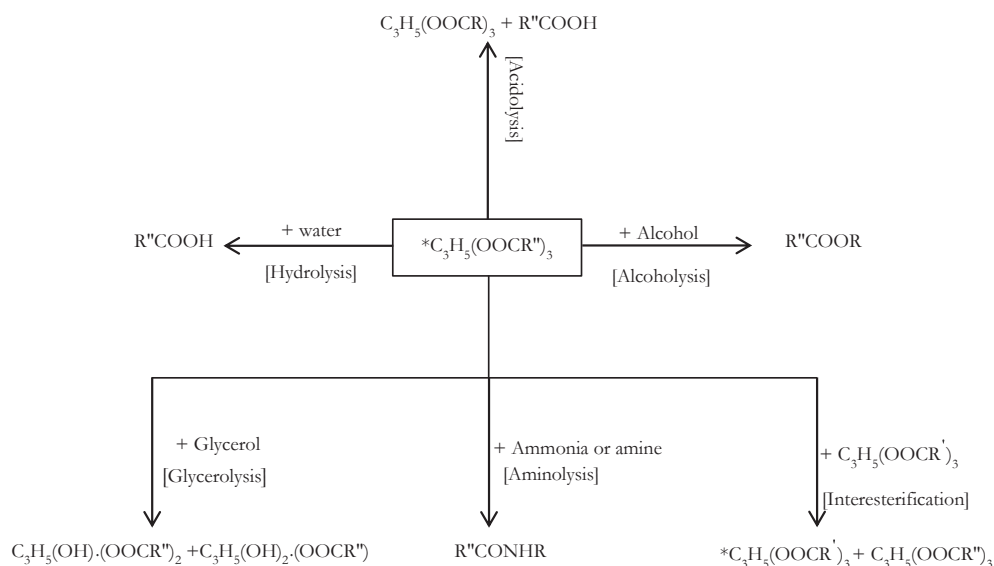 C₃H₅(OOCR)₃ + R"COOH
[Acidolysis]
R"COOH
+ water
[Hydrolysis]
*C₃H₅(OOCR")₃
+ Alcohol
[Alcoholysis]
R"COOR
+ Glycerol
[Glycerolysis]
+ Ammonia or amine
[Aminolysis]
+ C₃H₅(OOCR')₃
[Interesterification]
C₃H₅(OH).(OOCR")₂ +C₃H₅(OH)₂.(OOCR")
R"CONHR
*C₃H₅(OOCR')₃ + C₃H₅(OOCR")₃